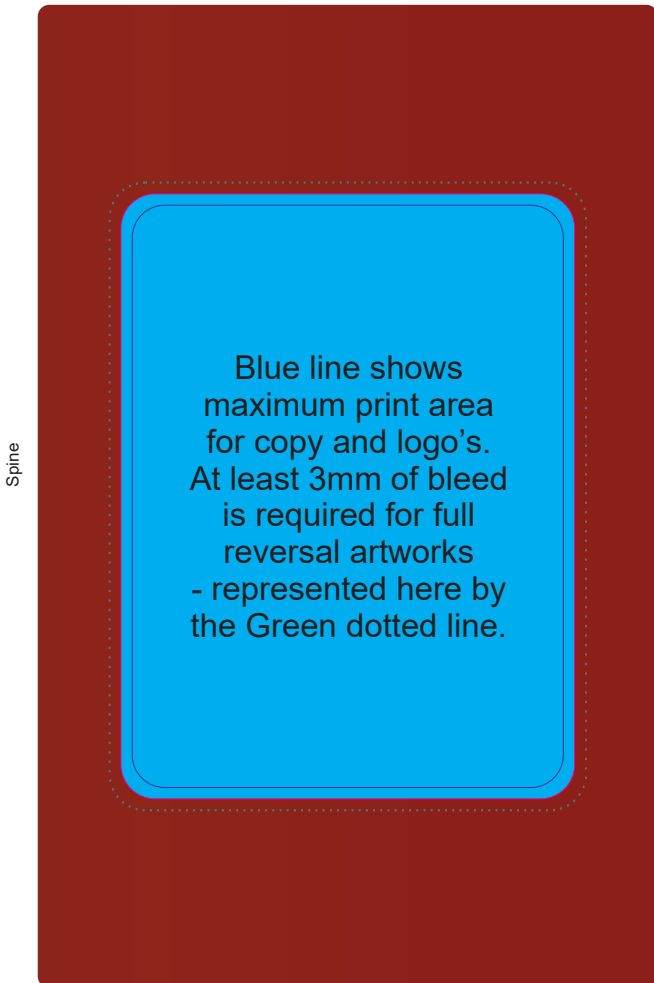 Spine
Blue line shows
maximum print area
for copy and logo’s.
At least 3mm of bleed
is required for full
reversal artworks
- represented here by
the Green dotted line.